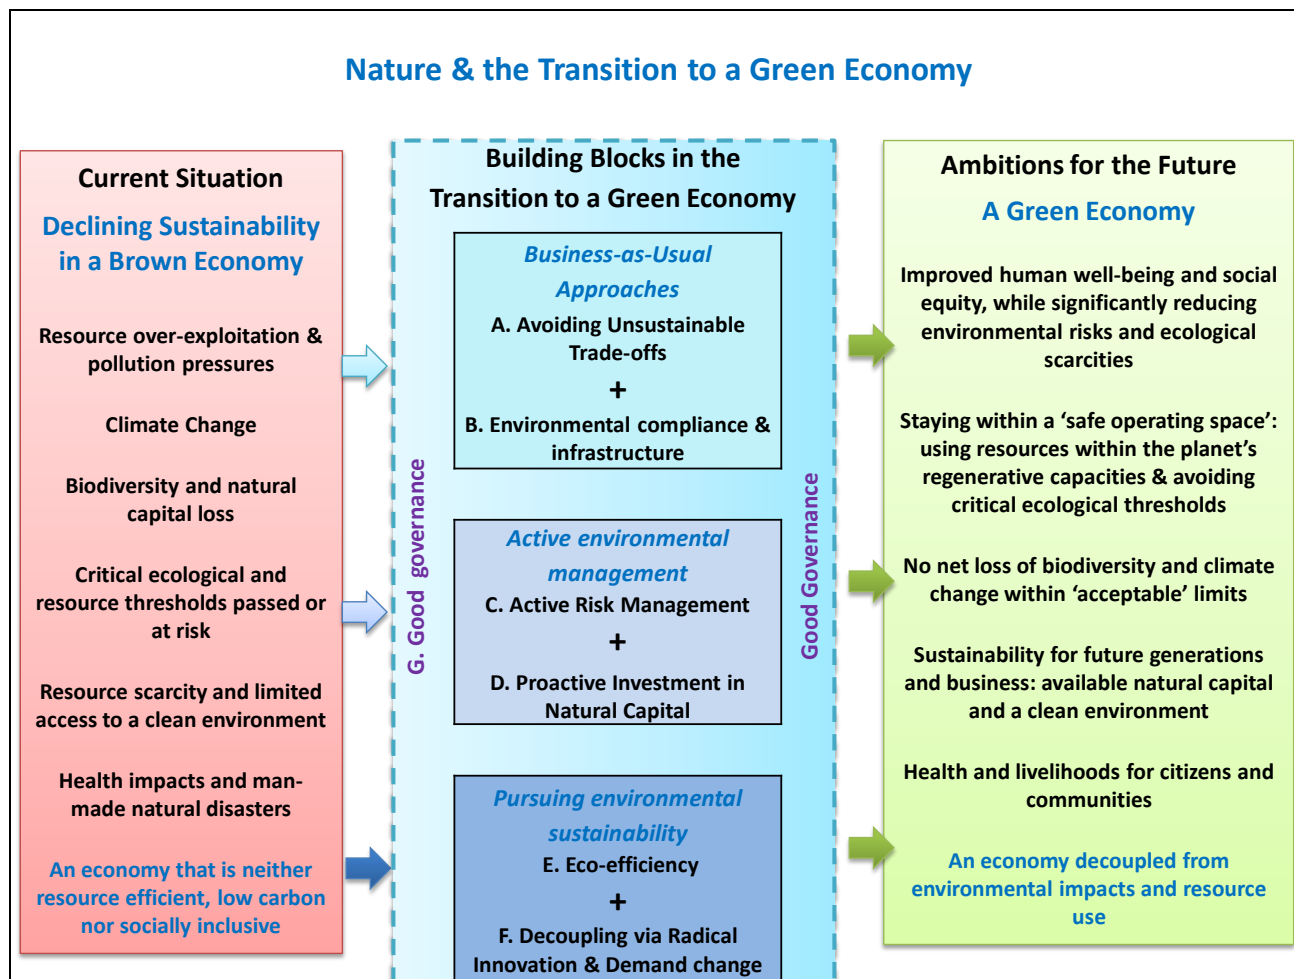 Nature & the Transition to a Green Economy
Current Situation
Declining Sustainability
in a Brown Economy
Resource over-exploitation &
pollution pressures
Climate Change
Biodiversity and natural
capital loss
Critical ecological and
resource thresholds passed or
at risk
Resource scarcity and limited
access to a clean environment
Health impacts and man-
made natural disasters
An economy that is neither
resource efficient, low carbon
nor socially inclusive
Building Blocks in the
Transition to a Green Economy
G. Good governance
Business-as-Usual
Approaches
A. Avoiding Unsustainable
Trade-offs
+
B. Environmental compliance &
infrastructure
Active environmental
management
C. Active Risk Management
+
D. Proactive Investment in
Natural Capital
Pursuing environmental
sustainability
E. Eco-efficiency
+
F. Decoupling via Radical
Innovation & Demand change
Good Governance
Ambitions for the Future
A Green Economy
Improved human well-being and social
equity, while significantly reducing
environmental risks and ecological
scarcities
Staying within a ‘safe operating space’:
using resources within the planet’s
regenerative capacities & avoiding
critical ecological thresholds
No net loss of biodiversity and climate
change within ‘acceptable’ limits
Sustainability for future generations
and business: available natural capital
and a clean environment
Health and livelihoods for citizens and
communities
An economy decoupled from
environmental impacts and resource
use